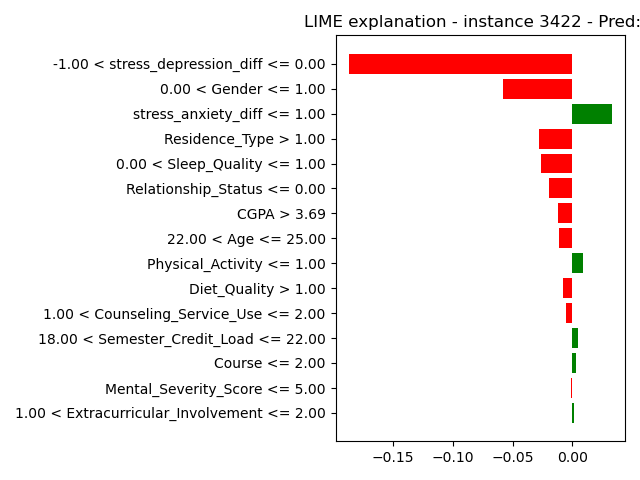 LIME explanation - instance 3422 - Pred:
-1.00 < stress_depression_diff <= 0.00
0.00 < Gender <= 1.00
stress_anxiety_diff <= 1.00
Residence_Type > 1.00
0.00 < Sleep_Quality <= 1.00
Relationship_Status <= 0.00
CGPA > 3.69
22.00 < Age <= 25.00
Physical_Activity <= 1.00
Diet_Quality > 1.00
1.00 < Counseling_Service_Use <= 2.00
18.00 < Semester_Credit_Load <= 22.00
Course <= 2.00
Mental_Severity_Score <= 5.00
1.00 < Extracurricular_Involvement <= 2.00
−0.15 −0.10 −0.05 0.00